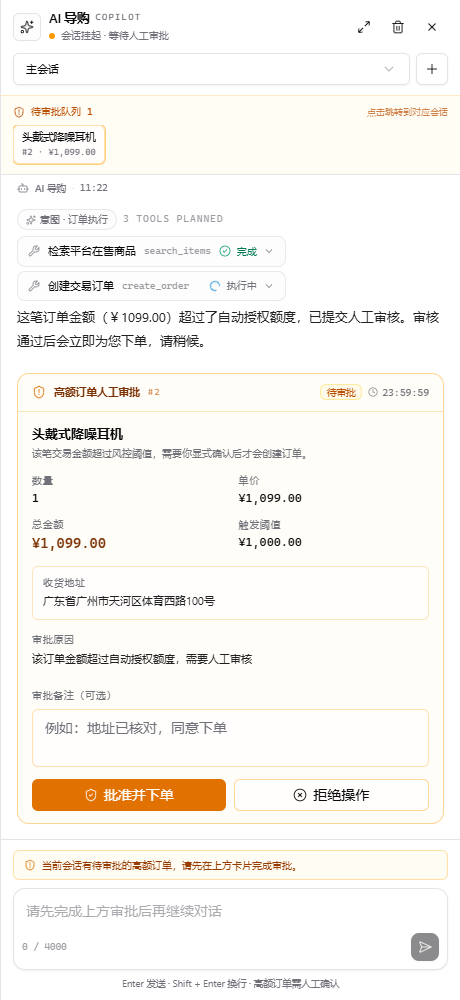 AI 导购 COPILOT
会话挂起 · 等待人工审批
主会话
待审批队列 1
点击跳转到对应会话
头戴式降噪耳机
#2 · ¥1,099.00
AI 导购 · 11:22
意图 · 订单执行 3 TOOLS PLANNED
检索平台在售商品 search_items 完成
创建交易订单 create_order 执行中
这笔订单金额（¥1099.00）超过了自动授权额度，已提交人工审核。审核
通过后会立即为您下单，请稍候。
高额订单人工审批 #2 待审批 23:59:59
头戴式降噪耳机
该笔交易金额超过风控阈值，需要你显式确认后才会创建订单。
数量 单价
1 ¥1,099.00
总金额 触发阈值
¥1,099.00 ¥1,000.00
收货地址
广东省广州市天河区体育西路100号
审批原因
该订单金额超过自动授权额度，需要人工审核
审批备注（可选）
例如：地址已核对，同意下单
批准并下单 拒绝操作
当前会话有待审批的高额订单，请先在上方卡片完成审批。
请先完成上方审批后再继续对话
0 / 4000
Enter 发送 · Shift + Enter 换行 · 高额订单需人工确认